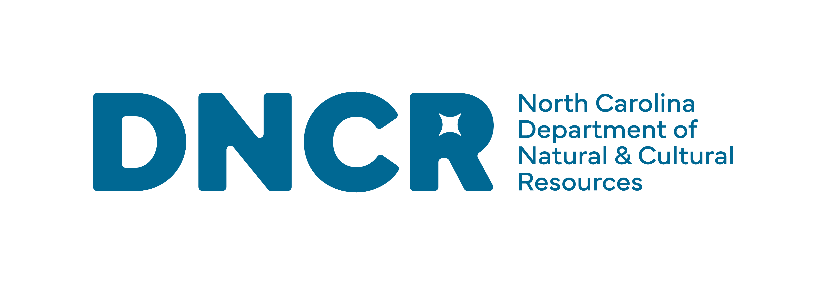 DNCR
North Carolina
Department of
Natural & Cultural
Resources